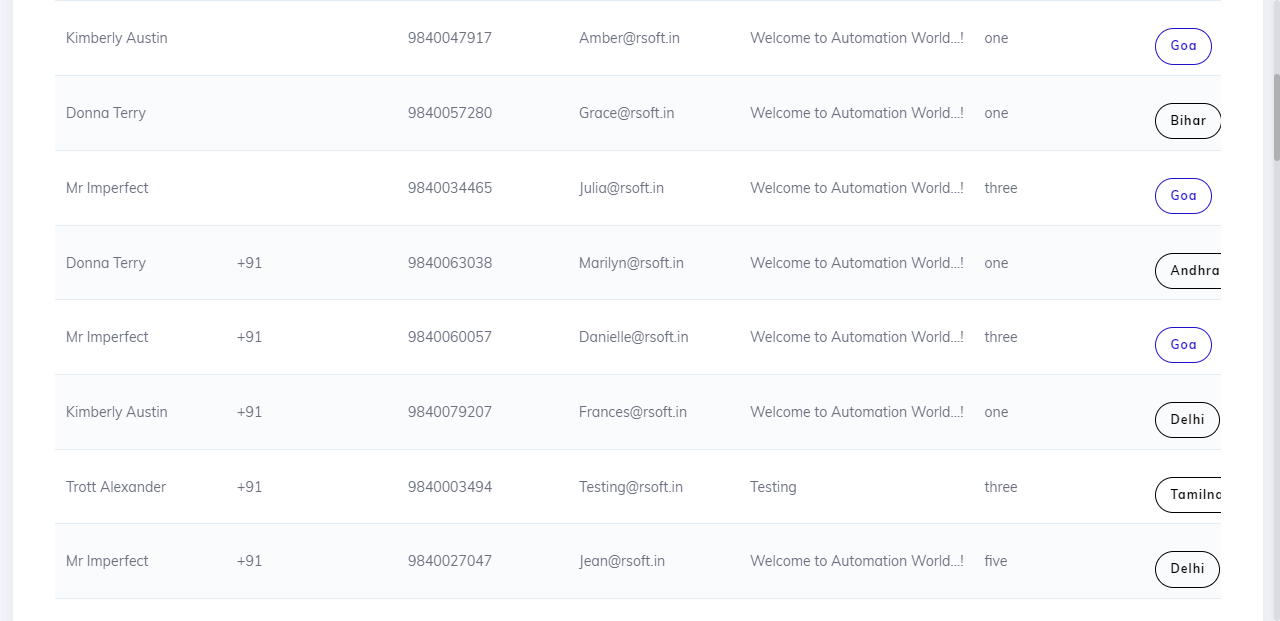 Kimberly Austin 9840047917 Amber@rsoft.in Welcome to Automation World...! one Goa
Donna Terry 9840057280 Grace@rsoft.in Welcome to Automation World...! one Bihar
Mr Imperfect 9840034465 Julia@rsoft.in Welcome to Automation World...! three Goa
Donna Terry +91 9840063038 Marilyn@rsoft.in Welcome to Automation World...! one Andhra
Mr Imperfect +91 9840060057 Danielle@rsoft.in Welcome to Automation World...! three Goa
Kimberly Austin +91 9840079207 Frances@rsoft.in Welcome to Automation World...! one Delhi
Trott Alexander +91 9840003494 Testing@rsoft.in Testing three
Mr Imperfect +91 9840027047 Jean@rsoft.in Welcome to Automation World...! five Delhi